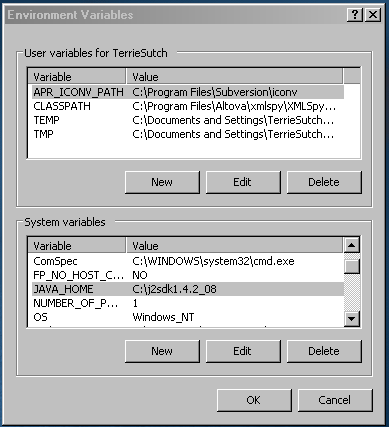 Environment Variables
User variables for TerrieSutch
Variable Value
APR_ICONV_PATH C:\Program Files\Subversion\iconv
CLASSPATH C:\Program Files\Altova\xmlspy\XMLSpy...
TEMP C:\Documents and Settings\TerrieSutch...
TMP C:\Documents and Settings\TerrieSutch...
New Edit Delete
System variables
Variable Value
ComSpec C:\WINDOWS\system32\cmd.exe
FP_NO_HOST_C... NO
JAVA_HOME C:\j2sdk1.4.2_08
NUMBER_OF_P... 1
OS Windows_NT
New Edit Delete
OK Cancel